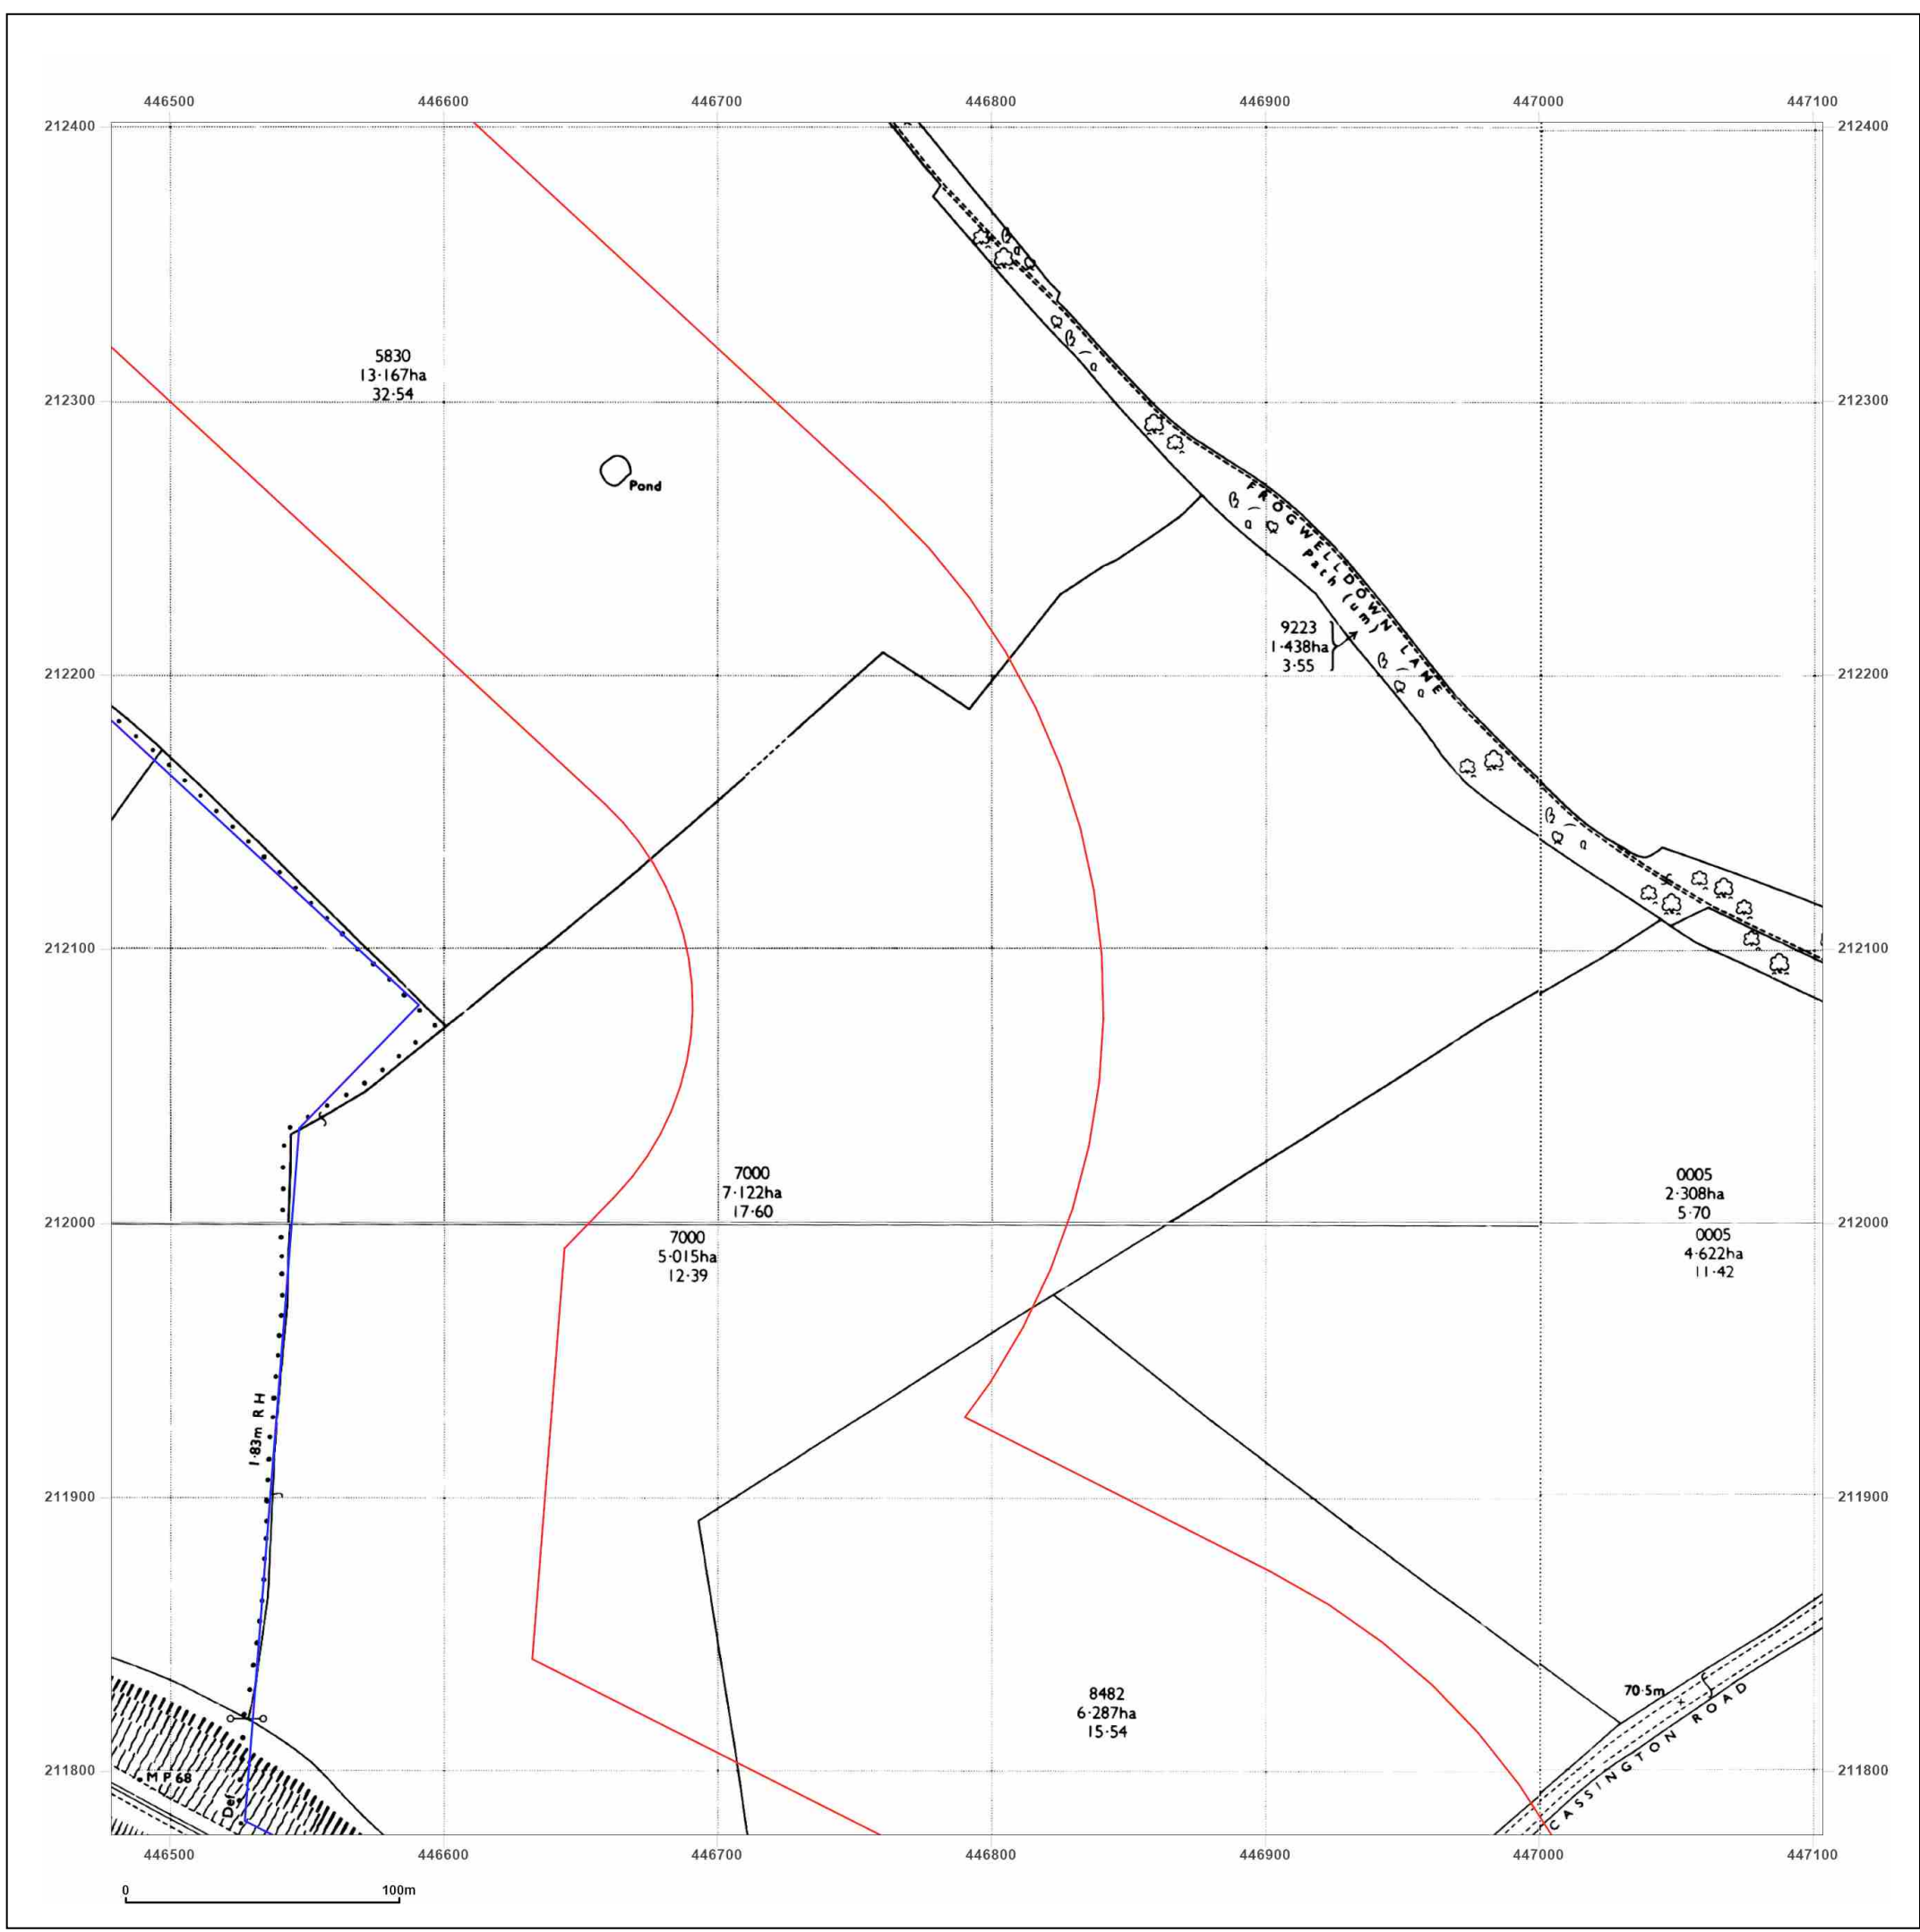 446500 446600 446700 446800 446900 447000 447100
212400 212400
5830
13·167ha
32·54
212300 212300
Pond
FROGWELLDOWN LANE
Path (um)
9223
1·438ha
3·55
212200 212200
212100 212100
7000
7·122ha
17·60
0005
2·308ha
5·70
212000 212000
7000
5·015ha
12·39
0005
4·622ha
11·42
1·83m RH
211900 211900
8482
6·287ha
15·54
70·5m
CASSINGTON ROAD
MP 68
Def
211800 211800
446500 446600 446700 446800 446900 447000 447100
0 100m